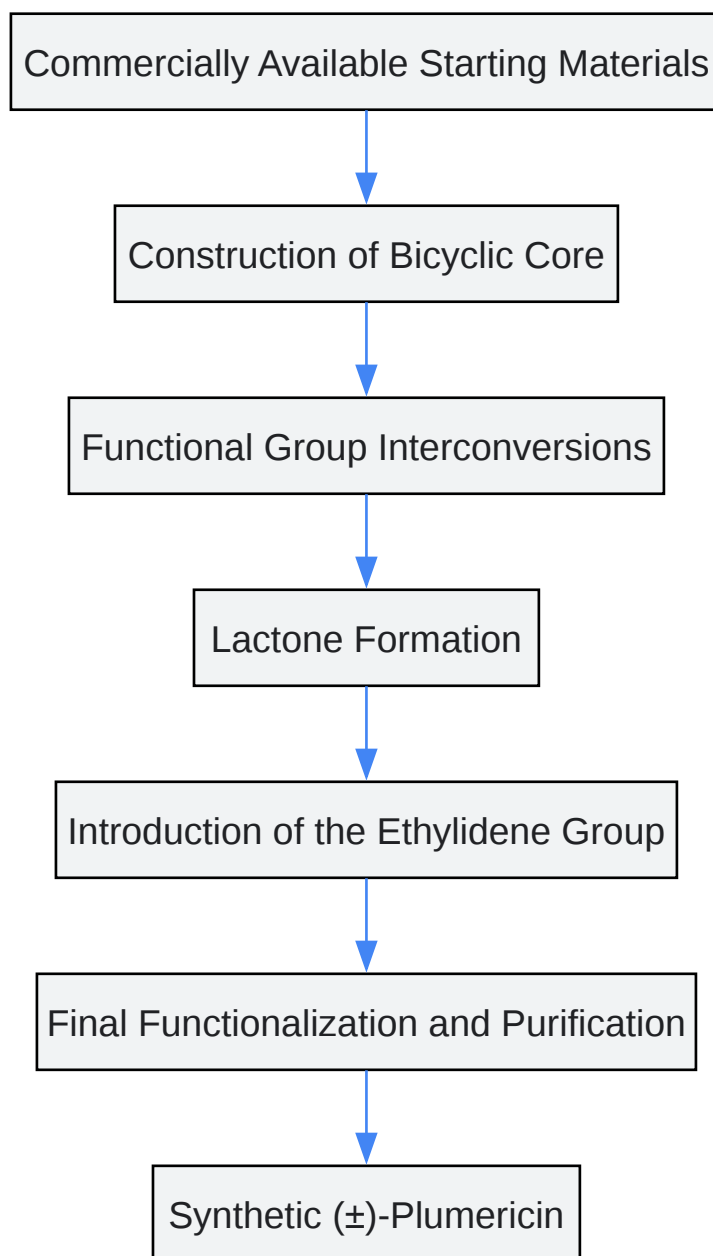 Commercially Available Starting Materials
Construction of Bicyclic Core
Functional Group Interconversions
Lactone Formation
Introduction of the Ethylidene Group
Final Functionalization and Purification
Synthetic (±)-Plumericin